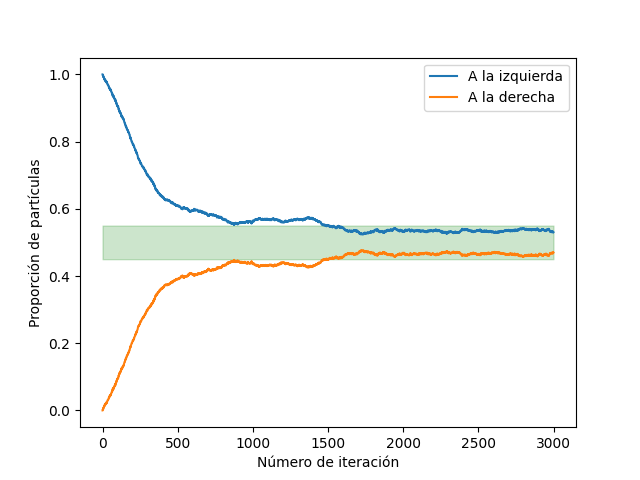 A la izquierda
A la derecha
1.0
0.8
0.6
0.4
0.2
0.0
Proporción de partículas
0 500 1000 1500 2000 2500 3000
Número de iteración